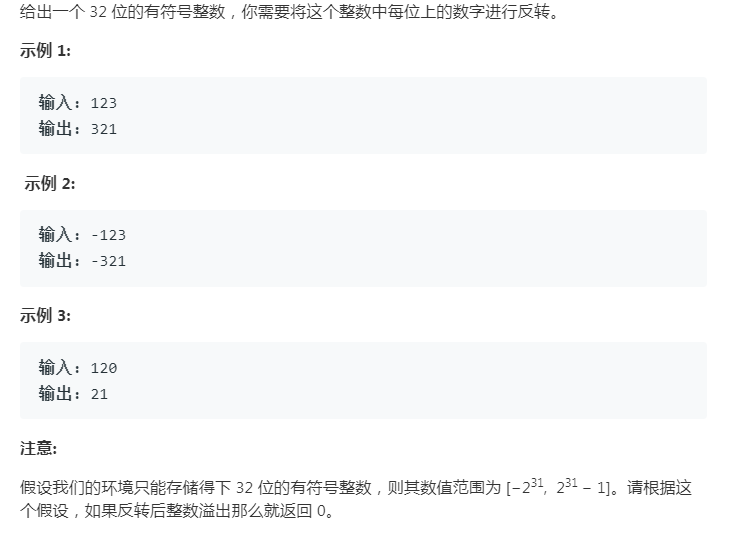 给出一个 32 位的有符号整数，你需要将这个整数中每位上的数字进行反转。
示例 1:
输入: 123
输出: 321
示例 2:
输入: -123
输出: -321
示例 3:
输入: 120
输出: 21
注意:
假设我们的环境只能存储得下 32 位的有符号整数，则其数值范围为 [−2³¹, 2³¹ − 1]。请根据这
个假设，如果反转后整数溢出那么就返回 0。